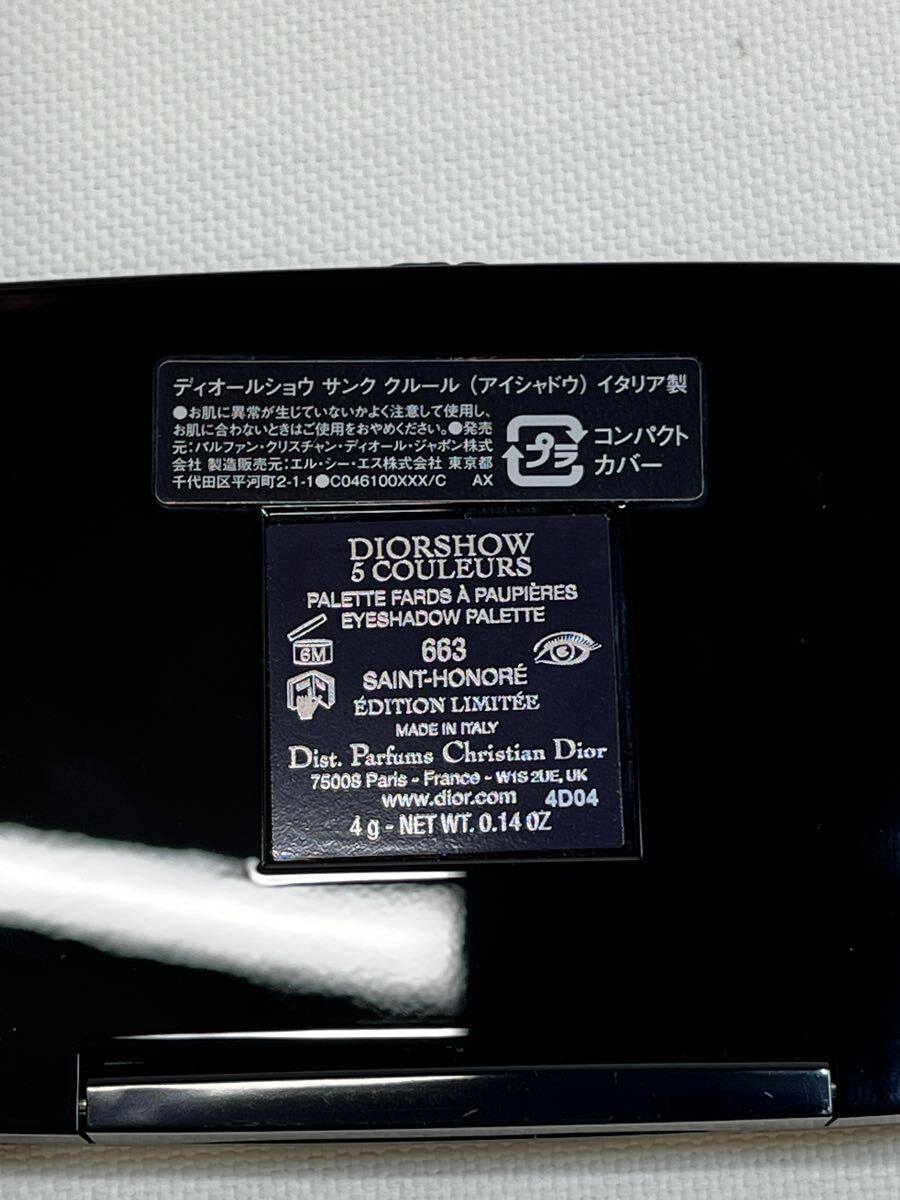 ディオールショウ サンク クルール（アイシャドウ）イタリア製
●お肌に異常が生じていないかよく注意して使用し、
お肌に合わないときはご使用をおやめください。●発売
元：パルファン・クリスチャン・ディオール・ジャポン株式
会社 製造販売元：エル・シー・エス株式会社 東京都
千代田区平河町2-1-1●C046100XXX/C AX
プラ
コンパクト
カバー
DIORSHOW
5 COULEURS
PALETTE FARDS À PAUPIÈRES
EYESHADOW PALETTE
6M
663
SAINT-HONORÉ
ÉDITION LIMITÉE
MADE IN ITALY
Dist. Parfums Christian Dior
75008 Paris - France - W1S 2UE, UK
www.dior.com 4D04
4 g - NET WT. 0.14 OZ